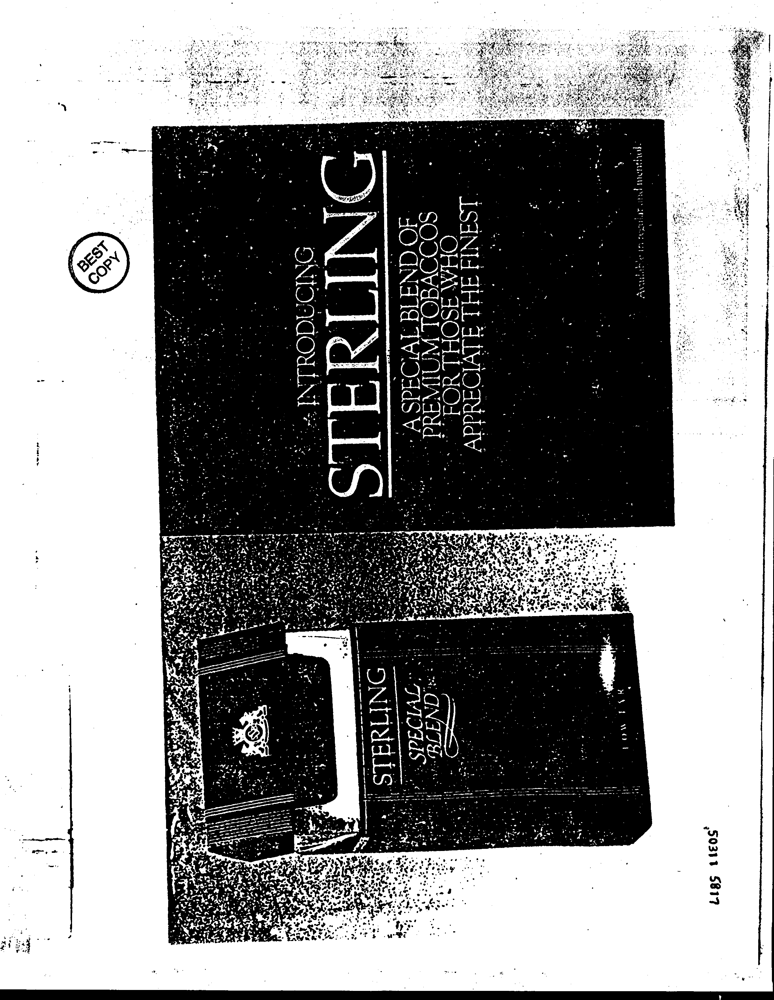 BEST
COPY
INTRODUCING
STERLING
A SPECIAL BLEND OF
PREMIUM TOBACCOS
FOR THOSE WHO
APPRECIATE THE FINEST
Available in regular and menthol.
STERLING
SPECIAL
BLEND
LOW TAR
50311 5817